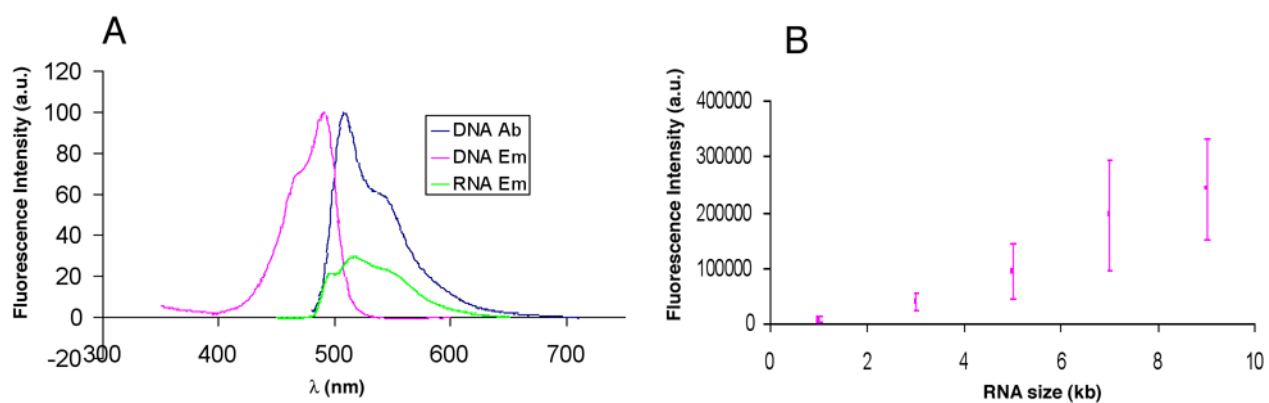 A
Fluorescence Intensity (a.u.)
120
100
80
60
40
20
0
-20
300
400
500
600
700
λ (nm)
DNA Ab
DNA Em
RNA Em
B
Fluorescence Intensity (a.u.)
400000
300000
200000
100000
0
0
2
4
6
8
10
RNA size (kb)